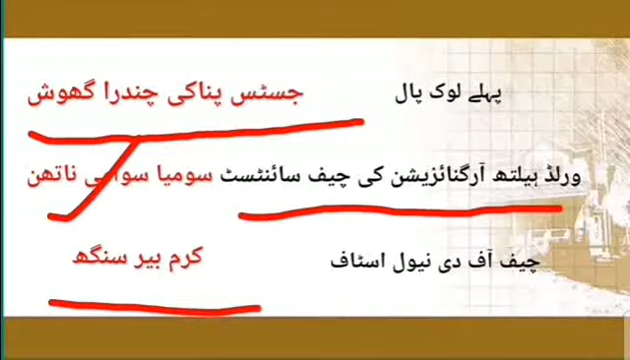 پہلے لوک پال جسٹس پناکی چندرا گھوش
ورلڈ ہیلتھ آرگنائزیشن کی چیف سائنٹسٹ سومیا سوامی ناتھن
چیف آف دی نیول اسٹاف کرم بیر سنگھ